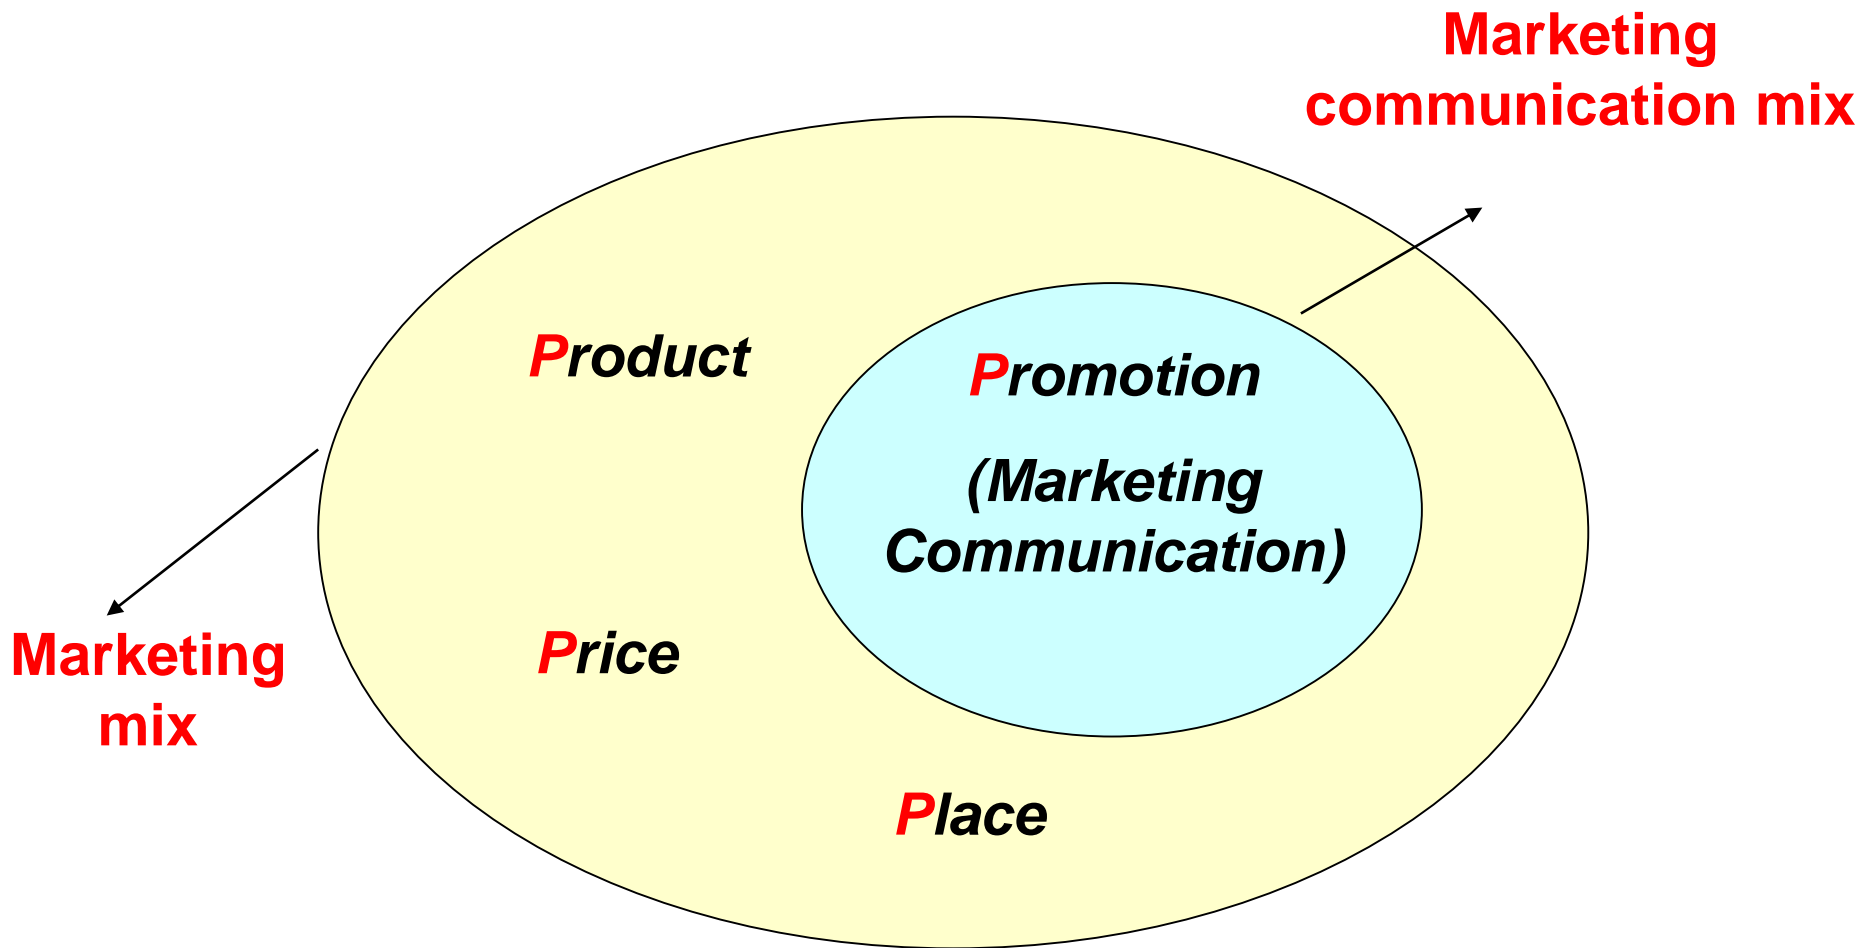 Marketing
communication mix
Product
Promotion
(Marketing
Communication)
Price
Marketing
mix
Place